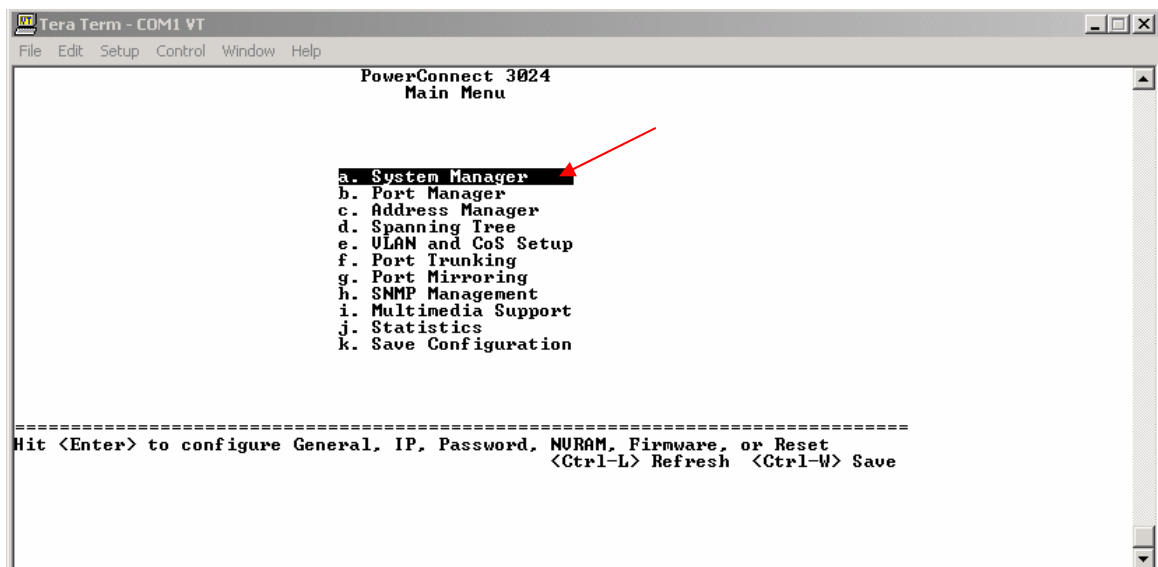 Tera Term - COM1 VT
File Edit Setup Control Window Help
PowerConnect 3024
Main Menu
a. System Manager
b. Port Manager
c. Address Manager
d. Spanning Tree
e. VLAN and CoS Setup
f. Port Trunking
g. Port Mirroring
h. SNMP Management
i. Multimedia Support
j. Statistics
k. Save Configuration
================================================================================
Hit <Enter> to configure General, IP, Password, NVRAM, Firmware, or Reset
<Ctrl-L> Refresh <Ctrl-W> Save